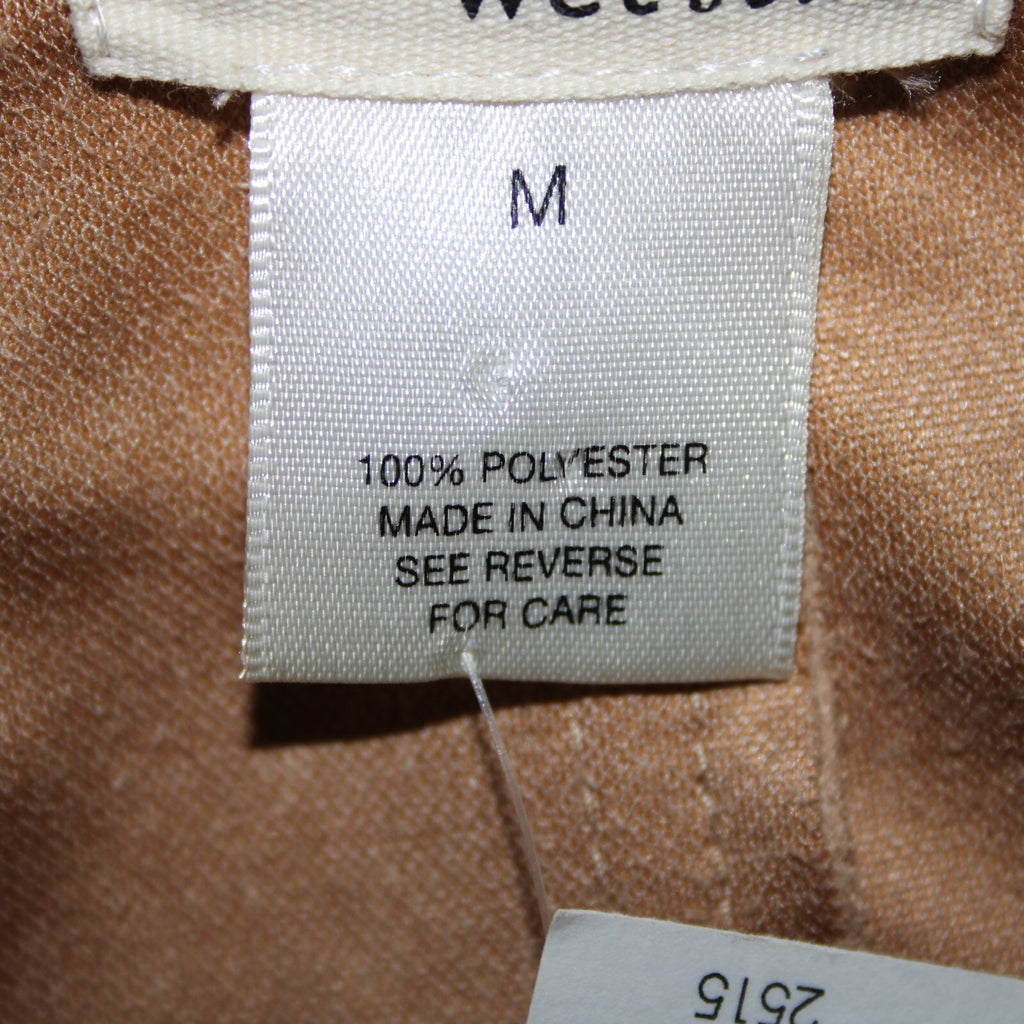 M
100% POLYESTER
MADE IN CHINA
SEE REVERSE
FOR CARE
2515